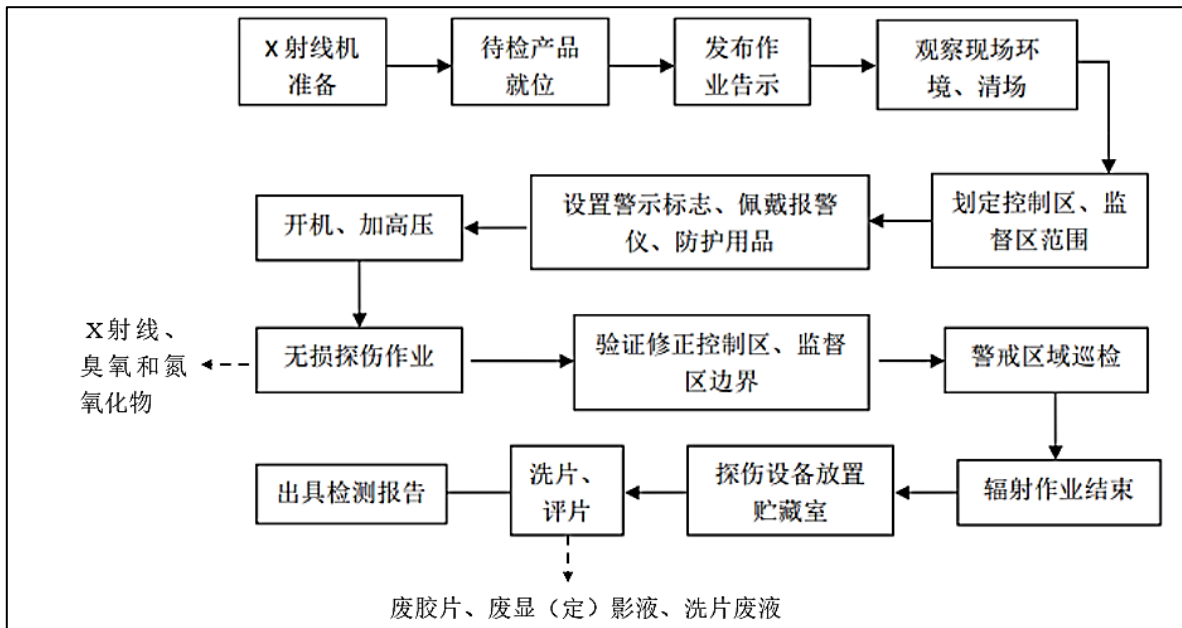 X射线机
准备
待检产品
就位
发布作
业告示
观察现场环
境、清场
划定控制区、监
督区范围
设置警示标志、佩戴报警
仪、防护用品
开机、加高压
X射线、
臭氧和氮
氧化物
无损探伤作业
验证修正控制区、监督
区边界
警戒区域巡检
辐射作业结束
探伤设备放置
贮藏室
洗片、
评片
出具检测报告
废胶片、废显（定）影液、洗片废液